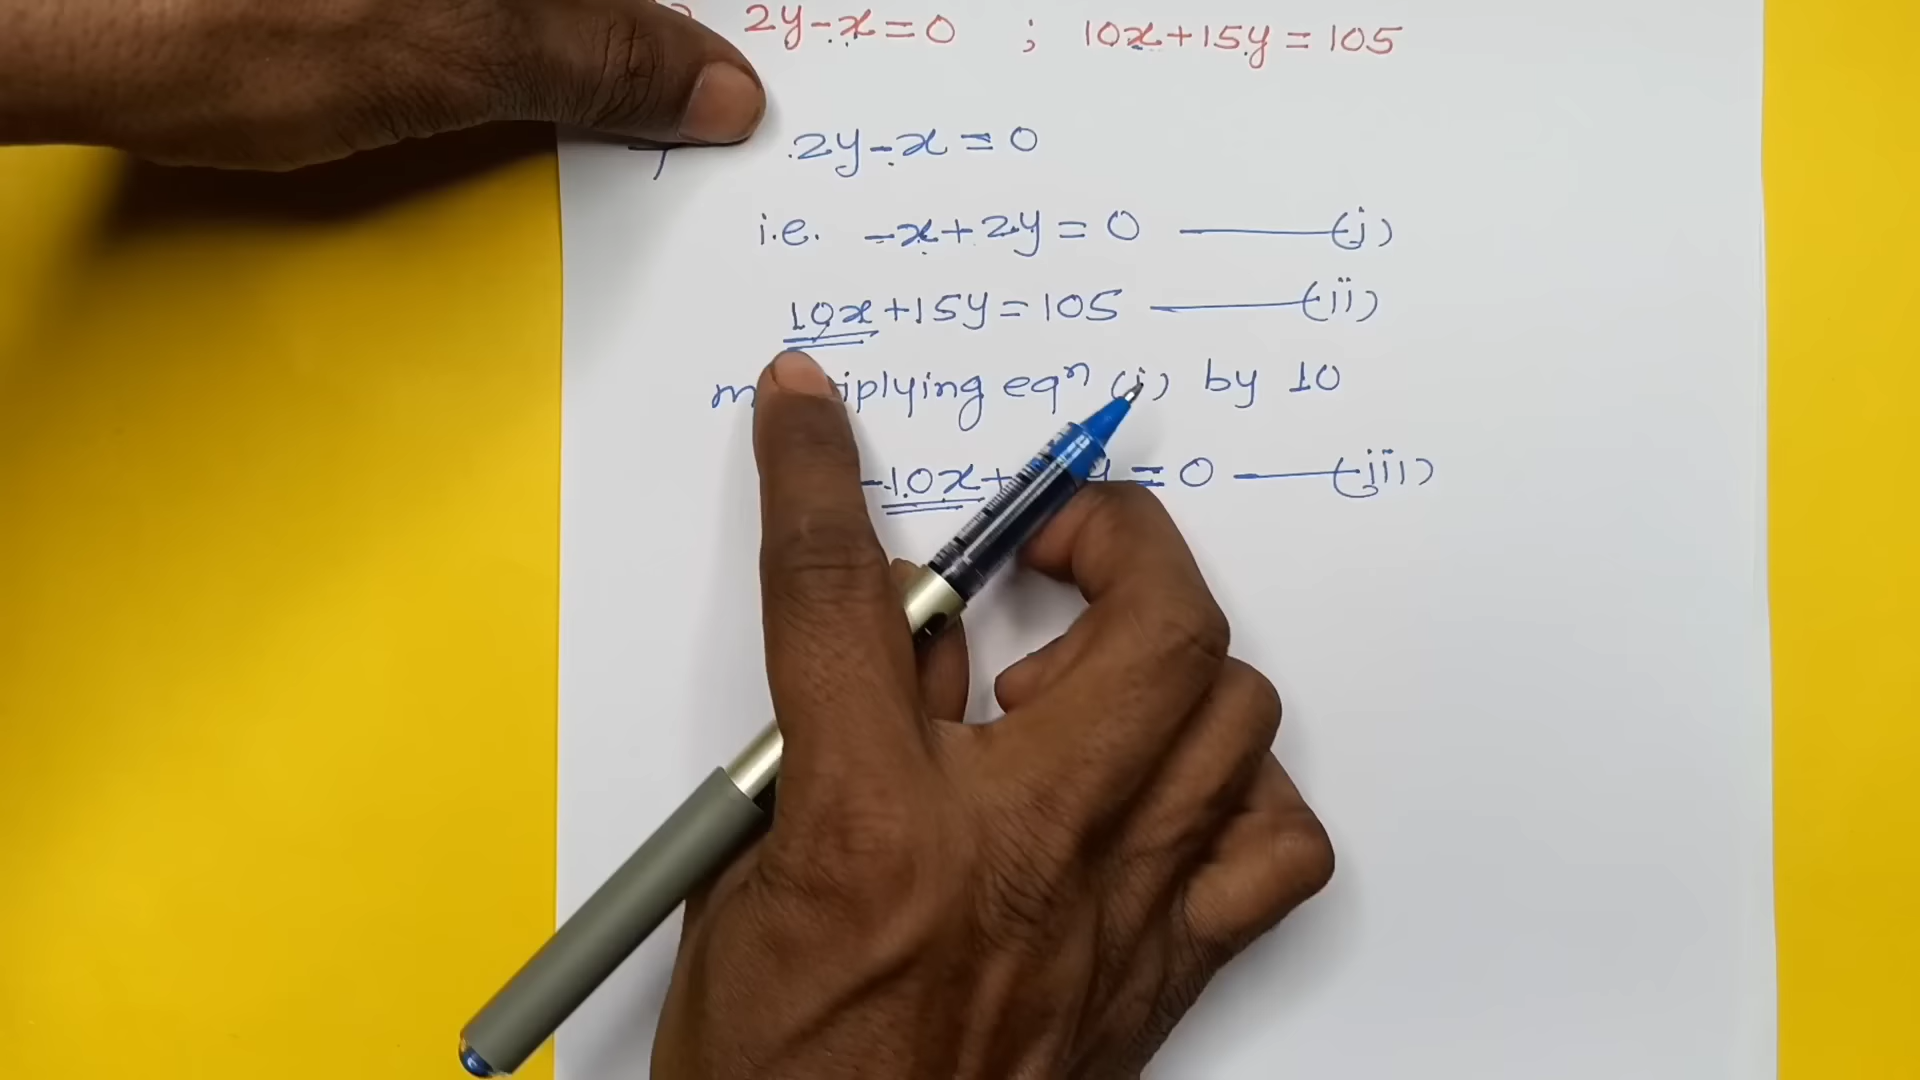 2y-x=0 ; 10x+15y=105
2y-x=0
i.e. -x+2y=0 (i)
10x+15y=105 (ii)
eqⁿ (i) by 10
-10x+ =0 (iii)